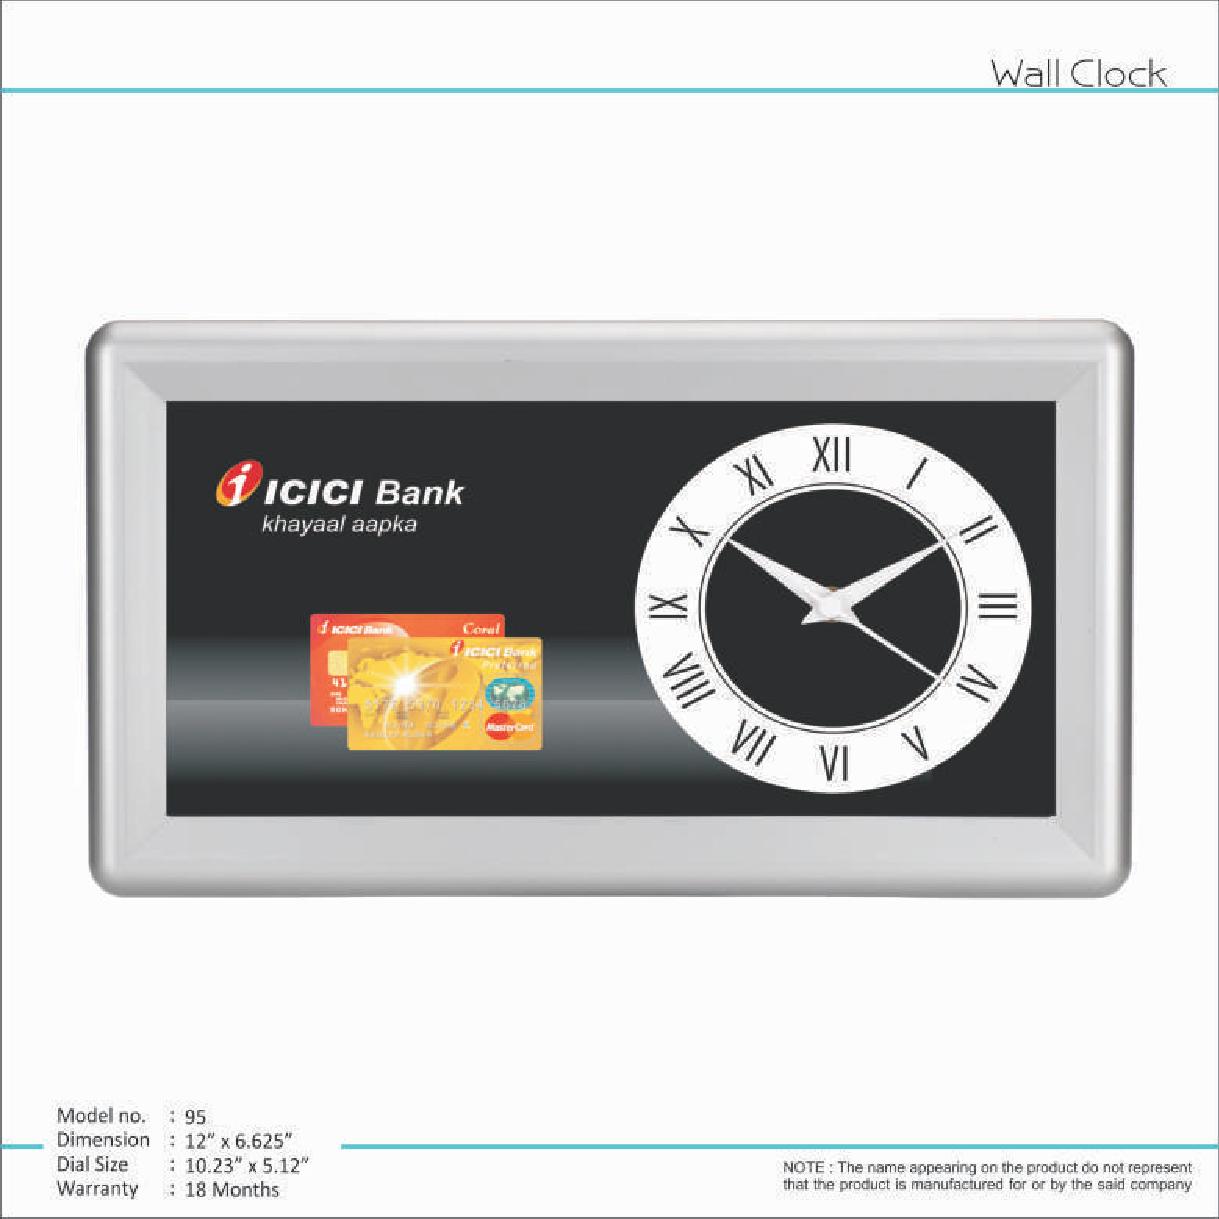 Wall Clock
i ICICI Bank
khayaal aapka
XII
I
II
III
IV
V
VI
VII
VIII
IX
X
XI
i ICICI Bank Coral
i ICICI Bank
Preferred
MasterCard
Model no. : 95
Dimension : 12" x 6.625"
Dial Size : 10.23" x 5.12"
Warranty : 18 Months
NOTE : The name appearing on the product do not represent
that the product is manufactured for or by the said company